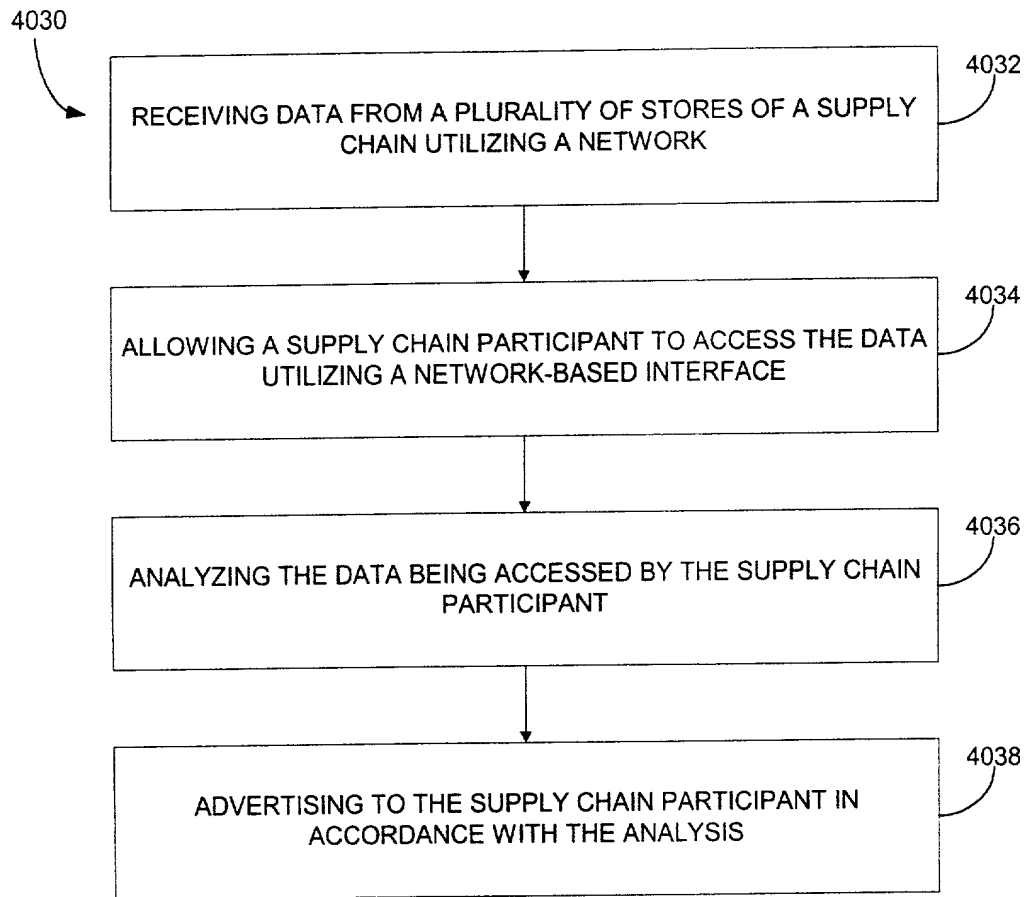 4030
4032
RECEIVING DATA FROM A PLURALITY OF STORES OF A SUPPLY
CHAIN UTILIZING A NETWORK
4034
ALLOWING A SUPPLY CHAIN PARTICIPANT TO ACCESS THE DATA
UTILIZING A NETWORK-BASED INTERFACE
4036
ANALYZING THE DATA BEING ACCESSED BY THE SUPPLY CHAIN
PARTICIPANT
4038
ADVERTISING TO THE SUPPLY CHAIN PARTICIPANT IN
ACCORDANCE WITH THE ANALYSIS